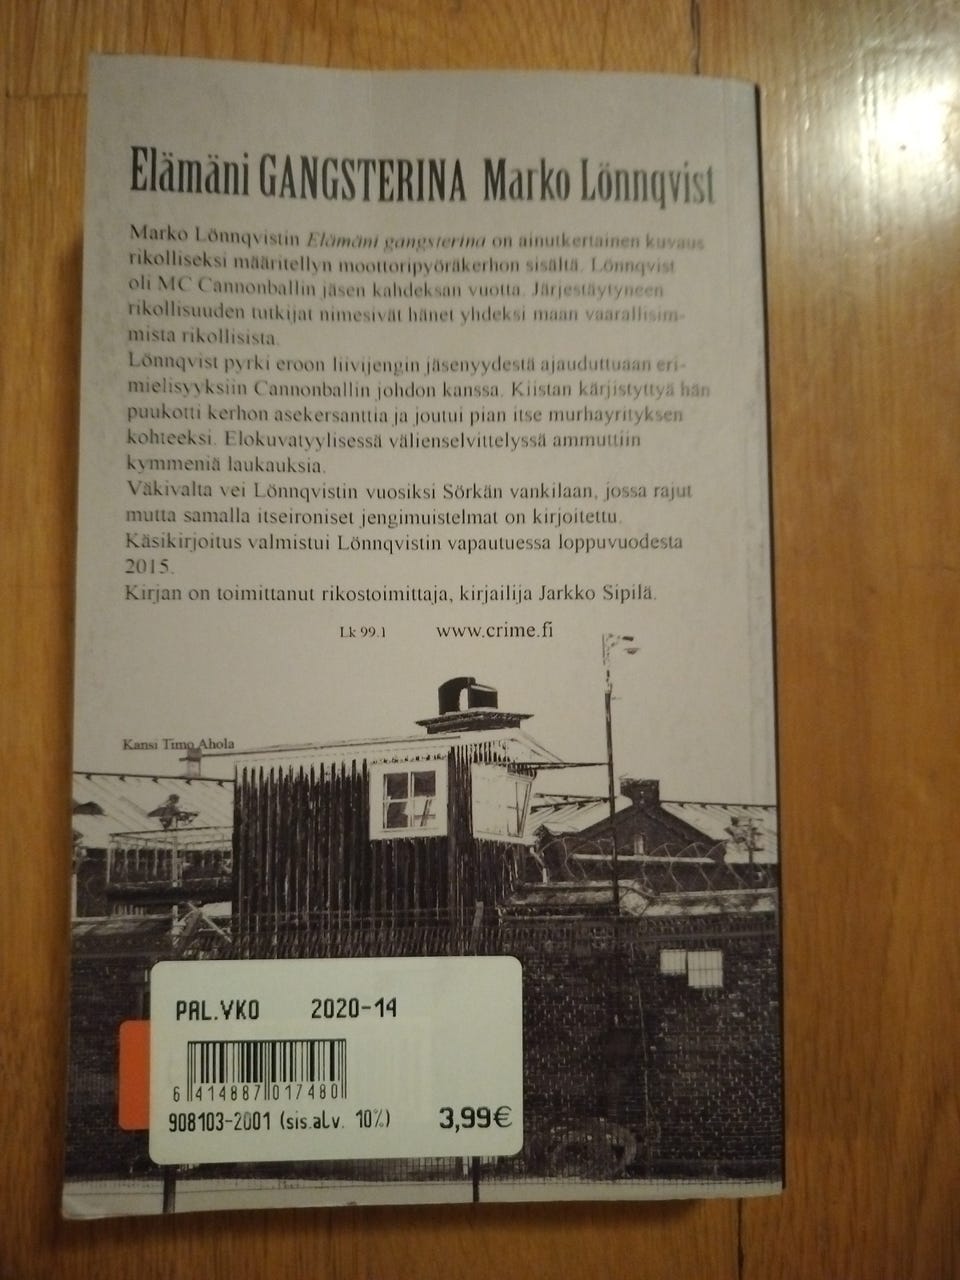 Elämäni GANGSTERINA Marko Lönnqvist
Marko Lönnqvistin Elämäni gangsterina on ainutkertainen kuvaus
rikolliseksi määritellyn moottoripyöräkerhon sisältä. Lönnqvist
oli MC Cannonballin jäsen kahdeksan vuotta. Järjestäytyneen
rikollisuuden tutkijat nimesivät hänet yhdeksi maan vaarallisim-
mista rikollisista.
Lönnqvist pyrki eroon liivijengin jäsenyydestä ajauduttuaan eri-
mielisyyksiin Cannonballin johdon kanssa. Kiistan kärjistyttyä hän
puukotti kerhon asekersanttia ja joutui pian itse murhayrityksen
kohteeksi. Elokuvatyylisessä välienselvittelyssä ammuttiin
kymmeniä laukauksia.
Väkivalta vei Lönnqvistin vuosiksi Sörkän vankilaan, jossa rajut
mutta samalla itseironiset jengimuistelmat on kirjoitettu.
Käsikirjoitus valmistui Lönnqvistin vapautuessa loppuvuodesta
2015.
Kirjan on toimittanut rikostoimittaja, kirjailija Jarkko Sipilä.
Lk 99.1 www.crime.fi
Kansi Timo Ahola
PAL.VKO 2020-14
6 414887 017480
908103-2001 (sis.alv. 10%) 3,99€